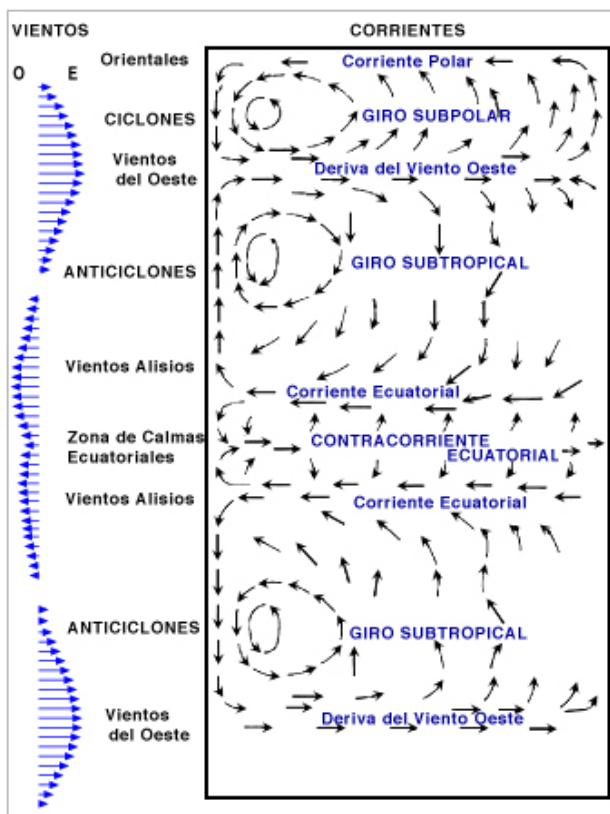 VIENTOS
CORRIENTES
O E
Orientales
Corriente Polar
CICLONES
GIRO SUBPOLAR
Vientos
del Oeste
Deriva del Viento Oeste
ANTICICLONES
GIRO SUBTROPICAL
Vientos Alisios
Corriente Ecuatorial
Zona de Calmas
Ecuatoriales
CONTRACORRIENTE
ECUATORIAL
Vientos Alisios
Corriente Ecuatorial
ANTICICLONES
GIRO SUBTROPICAL
Vientos
del Oeste
Deriva del Viento Oeste